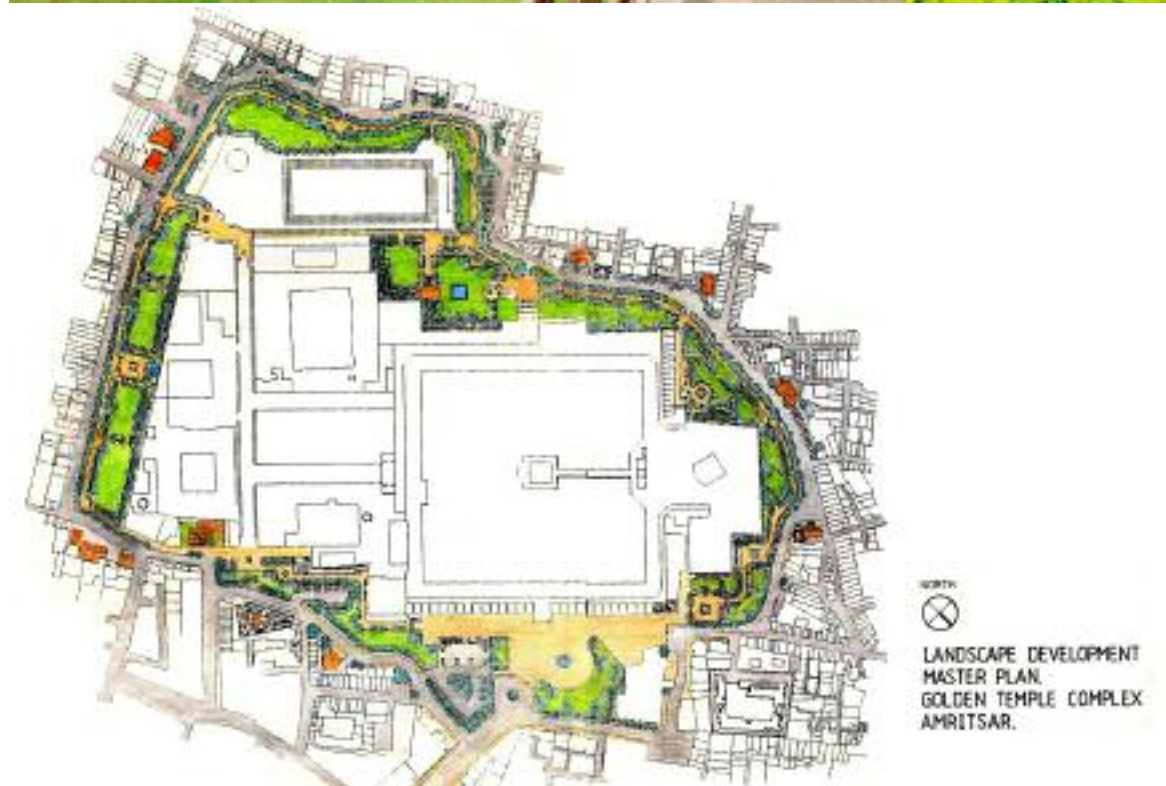 NORTH
LANDSCAPE DEVELOPMENT
MASTER PLAN.
GOLDEN TEMPLE COMPLEX
AMRITSAR.